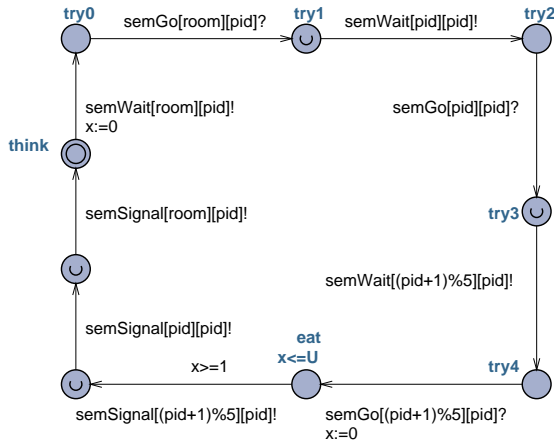 try0
semGo[room][pid]?
try1
semWait[pid][pid]!
try2
semWait[room][pid]!
x:=0
semGo[pid][pid]?
think
semSignal[room][pid]!
try3
semWait[(pid+1)%5][pid]!
semSignal[pid][pid]!
eat
x<=U
x>=1
try4
semSignal[(pid+1)%5][pid]!
semGo[(pid+1)%5][pid]?
x:=0